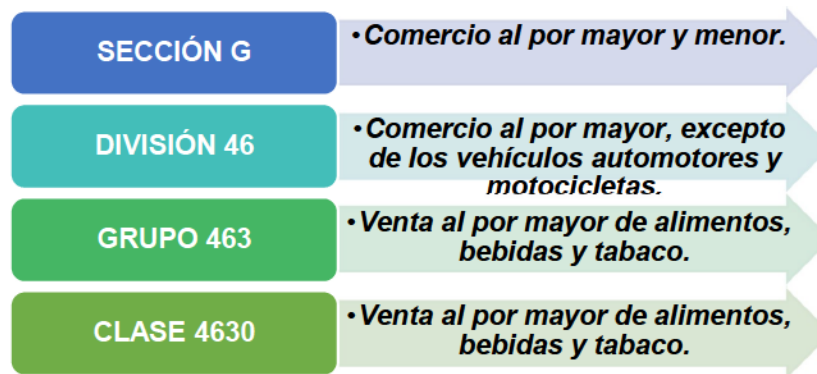 SECCIÓN G
• Comercio al por mayor y menor.
DIVISIÓN 46
• Comercio al por mayor, excepto
de los vehículos automotores y
motocicletas.
GRUPO 463
• Venta al por mayor de alimentos,
bebidas y tabaco.
CLASE 4630
• Venta al por mayor de alimentos,
bebidas y tabaco.